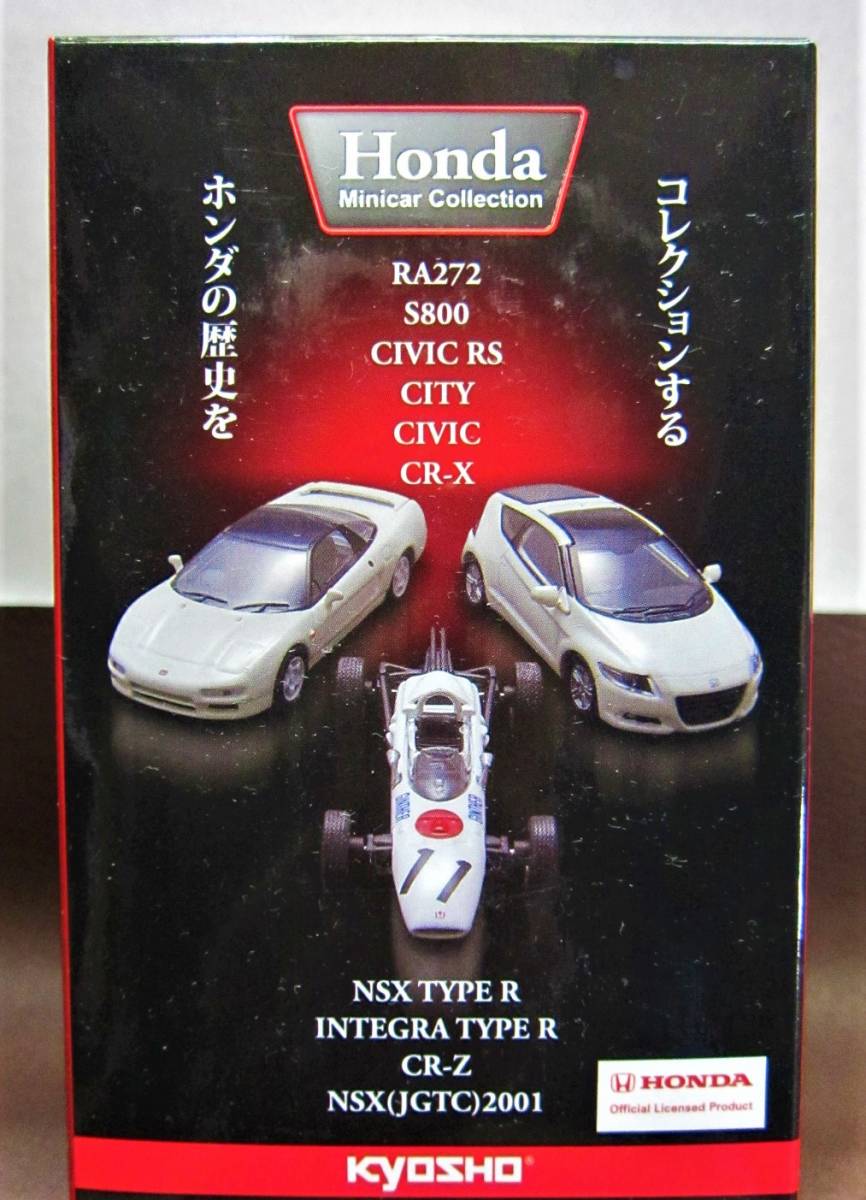 Honda
Minicar Collection
ホンダの歴史を
コレクションする
RA272
S800
CIVIC RS
CITY
CIVIC
CR-X
11
NSX TYPE R
INTEGRA TYPE R
CR-Z
NSX(JGTC)2001
HONDA
Official Licensed Product
KYOSHO